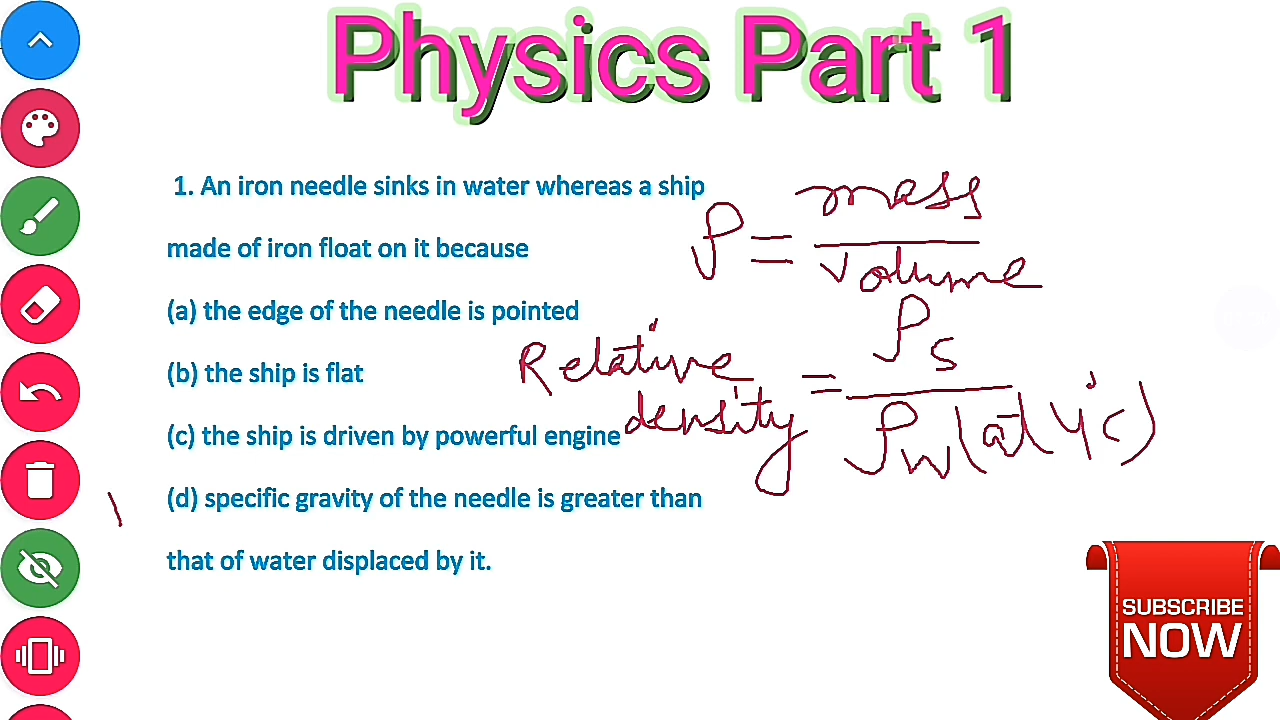 Physics Part 1
1. An iron needle sinks in water whereas a ship
made of iron float on it because
(a) the edge of the needle is pointed
(b) the ship is flat
(c) the ship is driven by powerful engine
(d) specific gravity of the needle is greater than
that of water displaced by it.
ρ = mass / volume
Relative density = ρs / ρw (at 4°C)
SUBSCRIBE
NOW